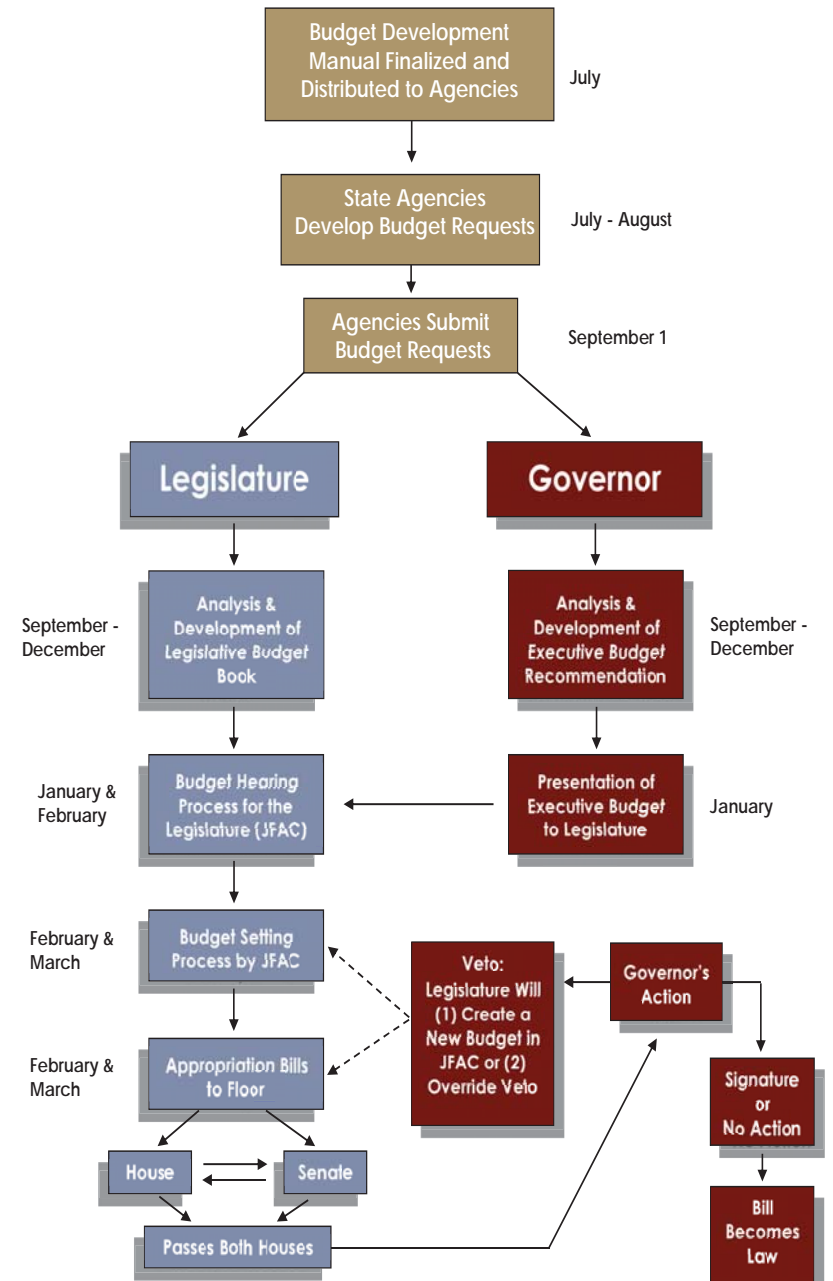 Budget Development
Manual Finalized and
Distributed to Agencies
July
State Agencies
Develop Budget Requests
July - August
Agencies Submit
Budget Requests
September 1
Legislature
Governor
September -
December
Analysis &
Development of
Legislative Budget
Book
Analysis &
Development of
Executive Budget
Recommendation
September -
December
January &
February
Budget Hearing
Process for the
Legislature (JFAC)
Presentation of
Executive Budget
to Legislature
January
February &
March
Budget Setting
Process by JFAC
Veto:
Legislature Will
(1) Create a
New Budget in
JFAC or (2)
Override Veto
Governor's
Action
February &
March
Appropriation Bills
to Floor
Signature
or
No Action
House
Senate
Passes Both Houses
Bill
Becomes
Law